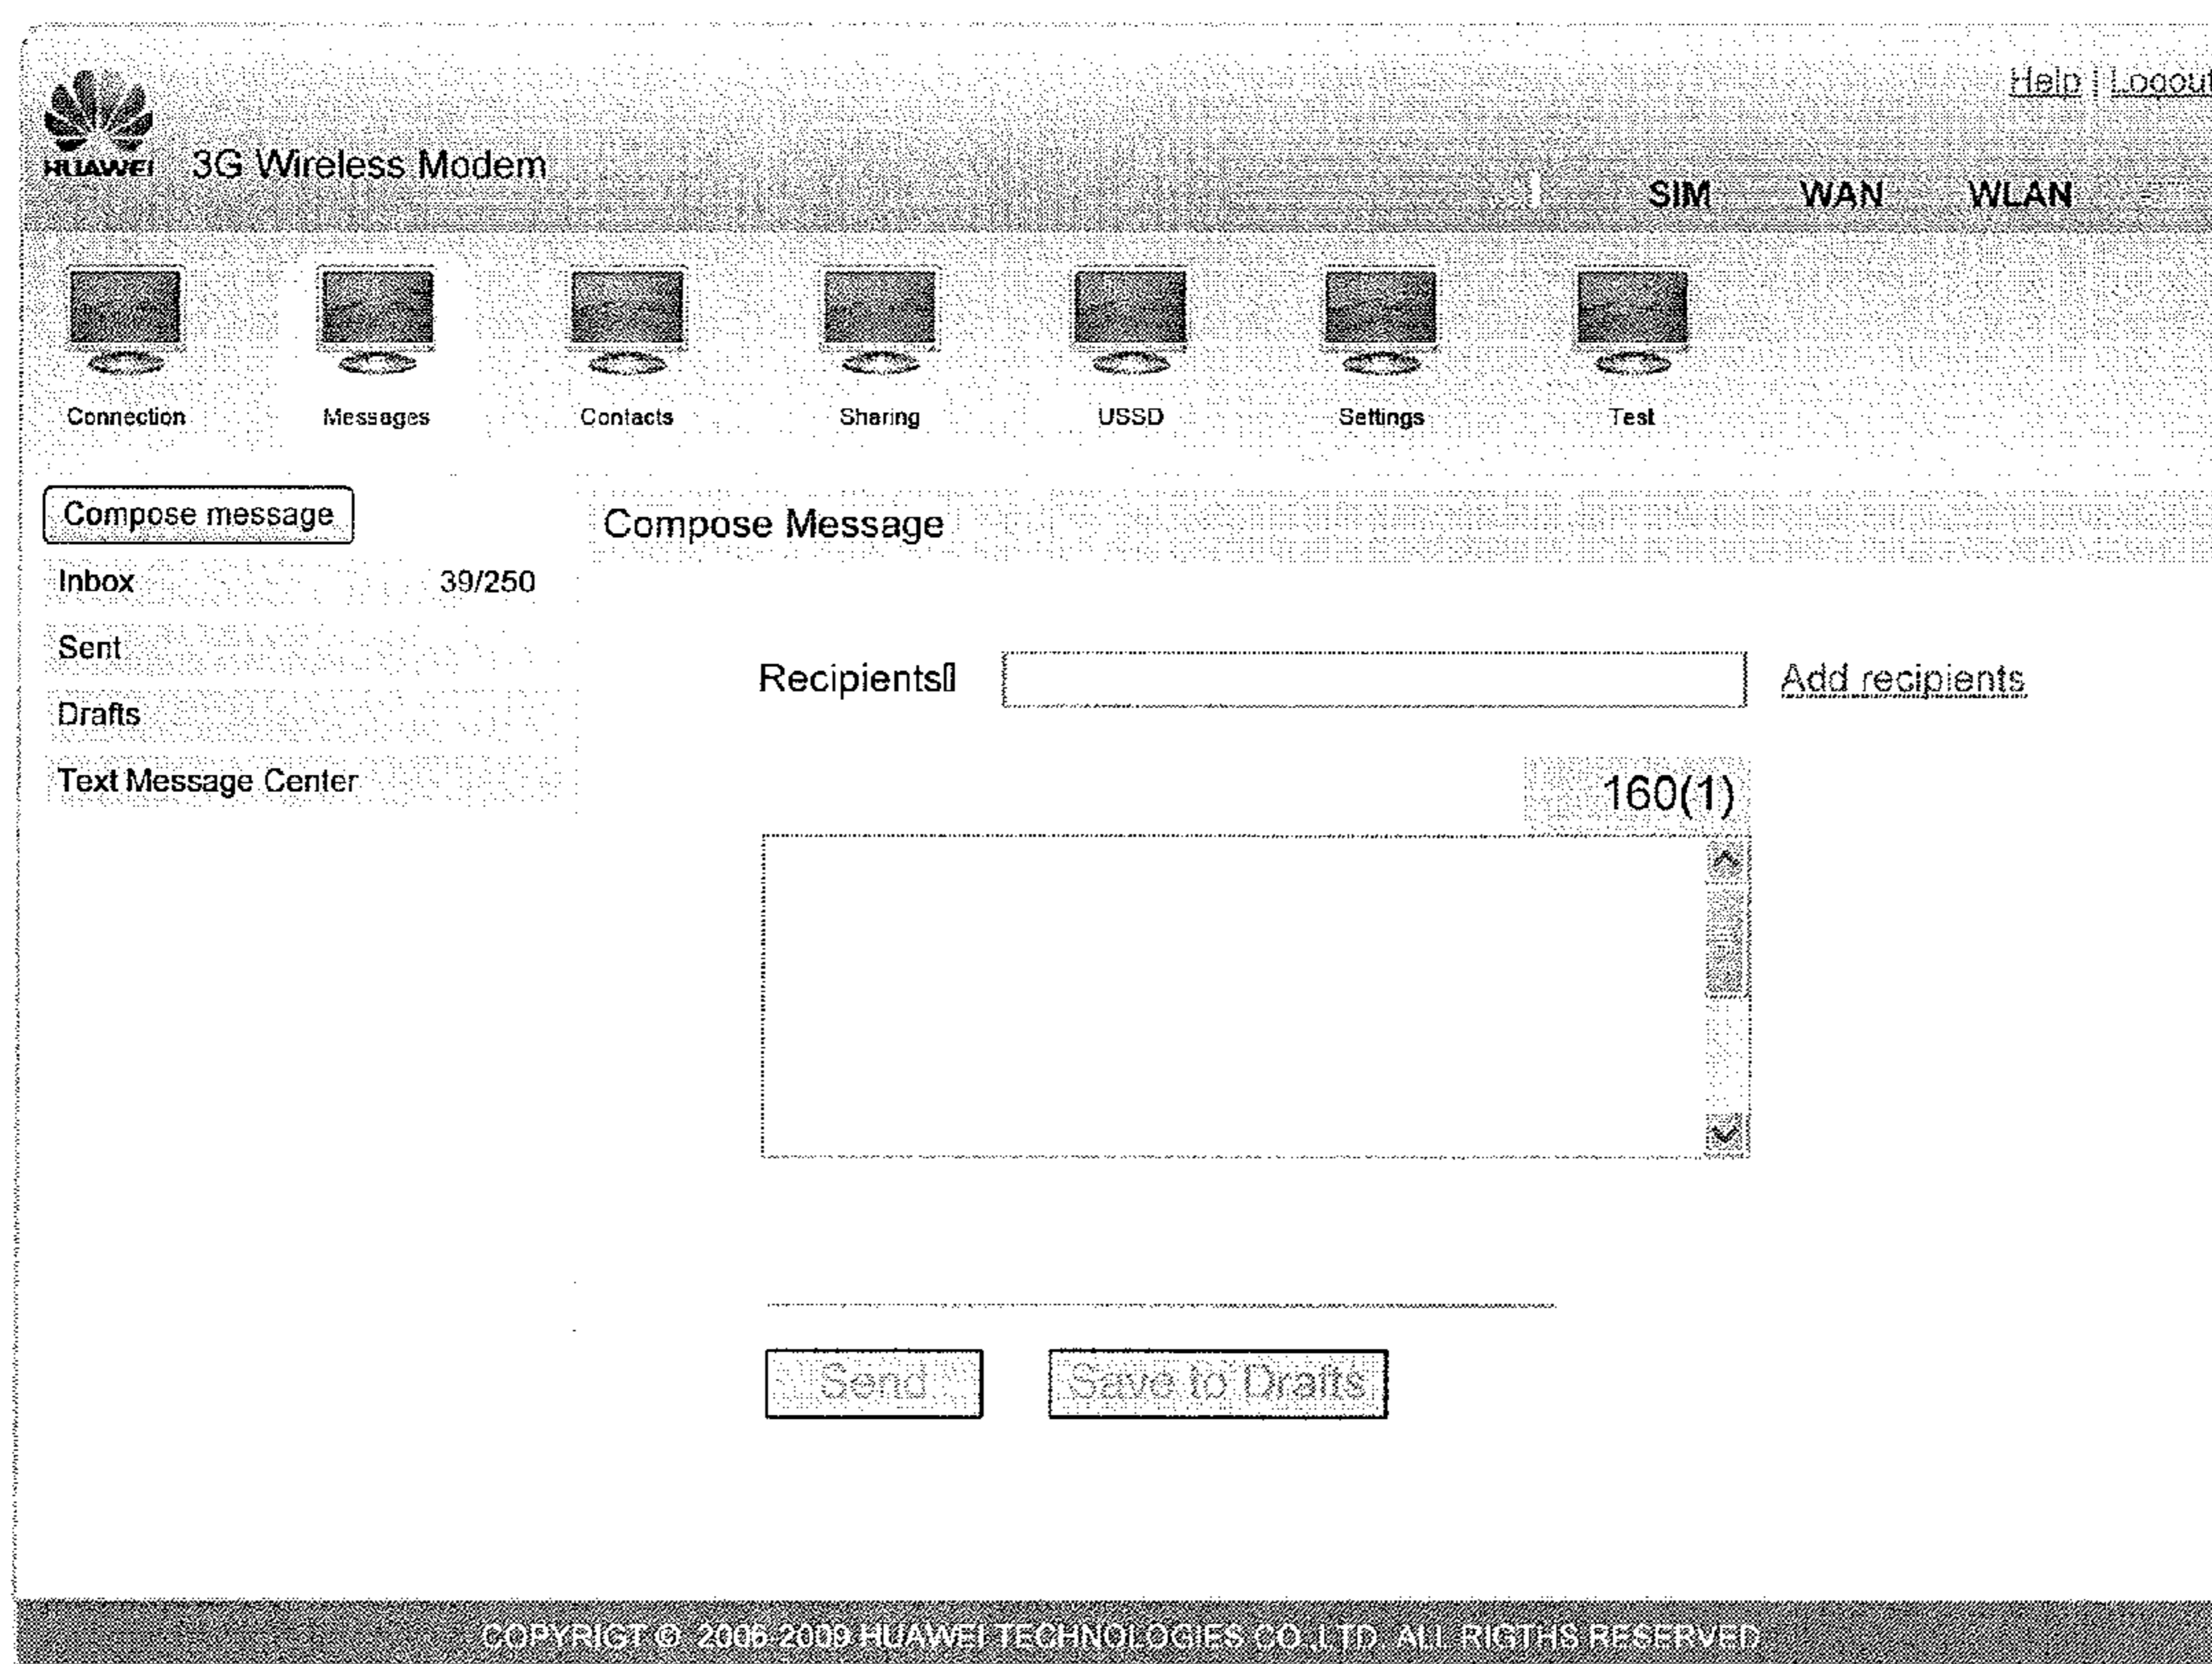 Help | Logout
HUAWEI
3G Wireless Modem
SIM WAN WLAN
Connection Messages Contacts Sharing USSD Settings Test
Compose message
Compose Message
Inbox 39/250
Sent
Recipients Add recipients
Drafts
Text Message Center
160(1)
Send Save to Drafts
COPYRIGT © 2006-2009 HUAWEI TECHNOLOGIES CO.,LTD ALL RIGTHS RESERVED